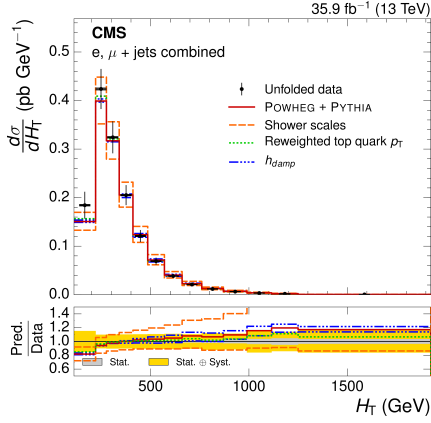 35.9 fb⁻¹ (13 TeV)
CMS
e, μ + jets combined
Unfolded data
POWHEG + PYTHIA
Shower scales
Reweighted top quark p_T
h_damp
dσ/dH_T (pb GeV⁻¹)
0.5
0.4
0.3
0.2
0.1
0.0
Pred./Data
1.4
1.2
1.0
0.8
0.6
Stat.
Stat. ⊕ Syst.
500
1000
1500
H_T (GeV)